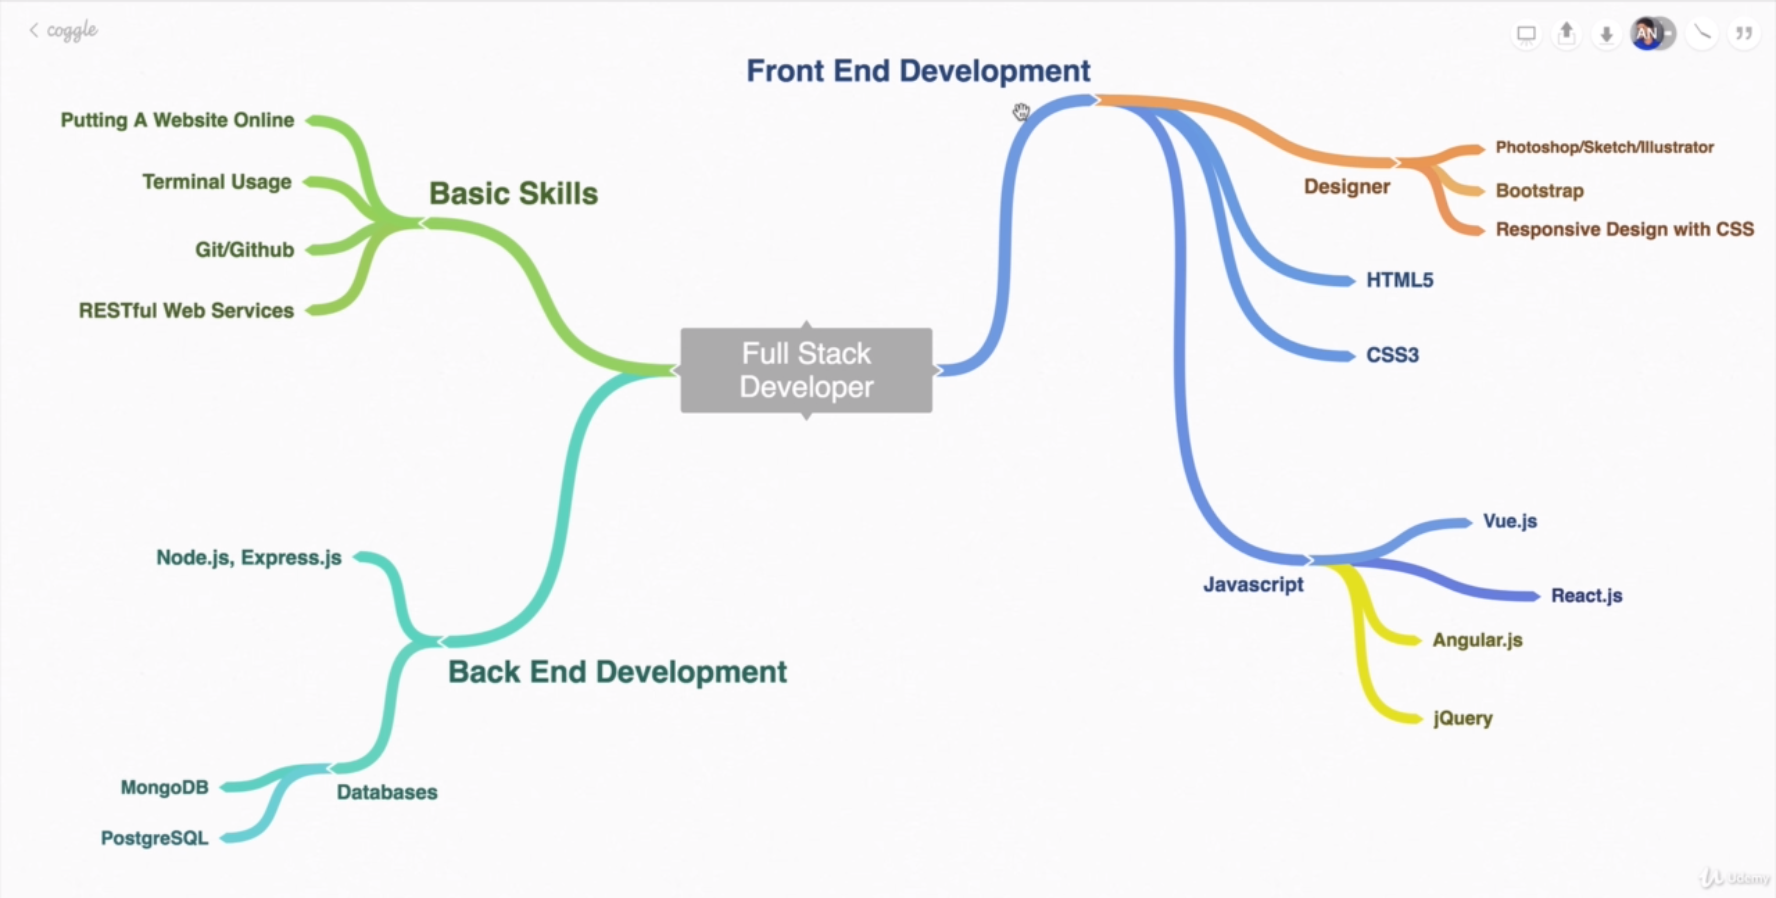 coggle
AN
Front End Development
Putting A Website Online
Terminal Usage
Basic Skills
Git/Github
RESTful Web Services
Photoshop/Sketch/Illustrator
Designer
Bootstrap
Responsive Design with CSS
HTML5
CSS3
Full Stack
Developer
Vue.js
Javascript
React.js
Angular.js
jQuery
Node.js, Express.js
Back End Development
MongoDB
Databases
PostgreSQL
Udemy